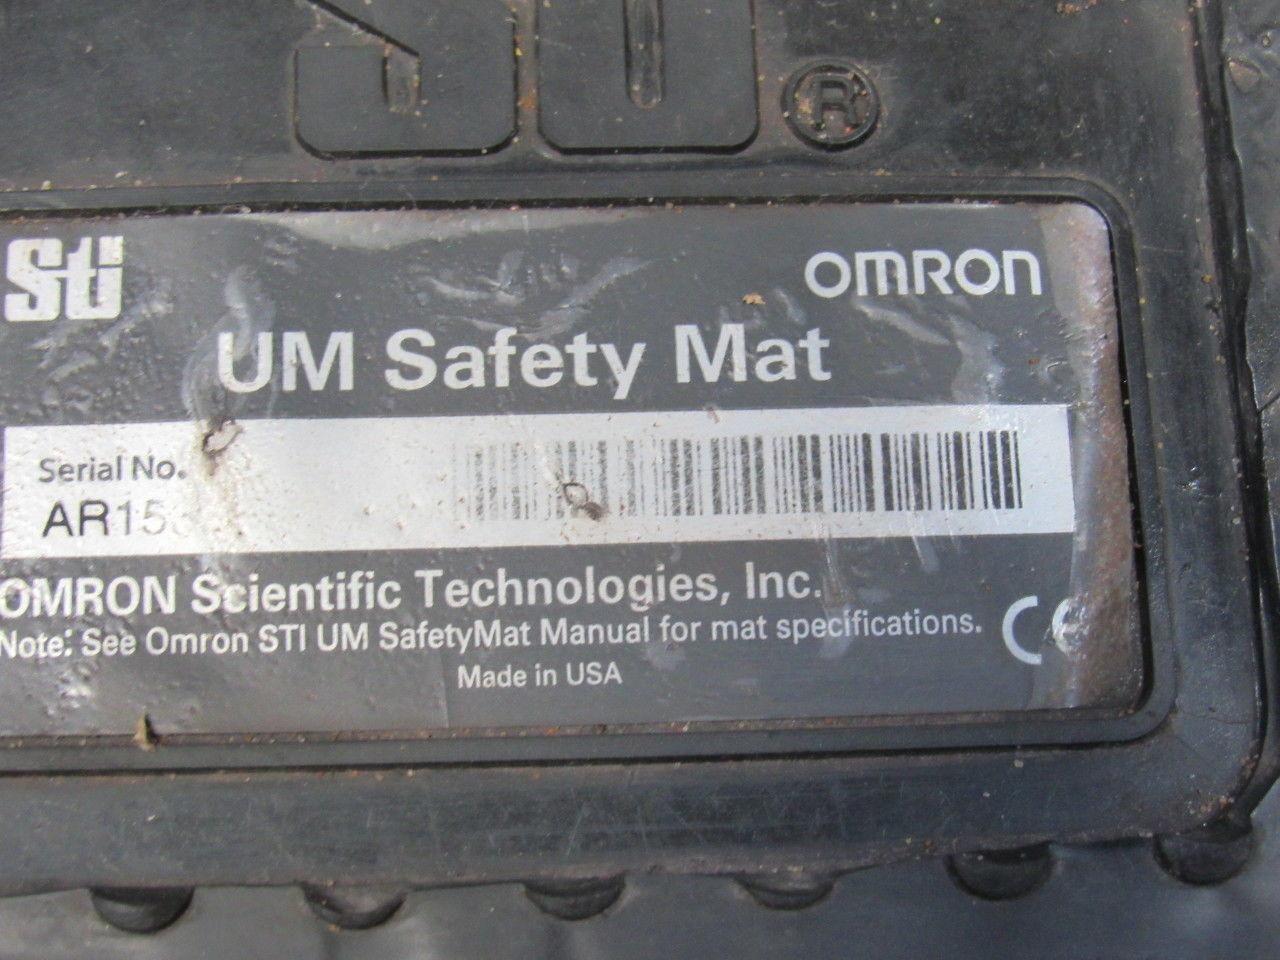 ®
Sti
OMRON
UM Safety Mat
Serial No.
AR15
OMRON Scientific Technologies, Inc.
Note: See Omron STI UM SafetyMat Manual for mat specifications.
CE
Made in USA